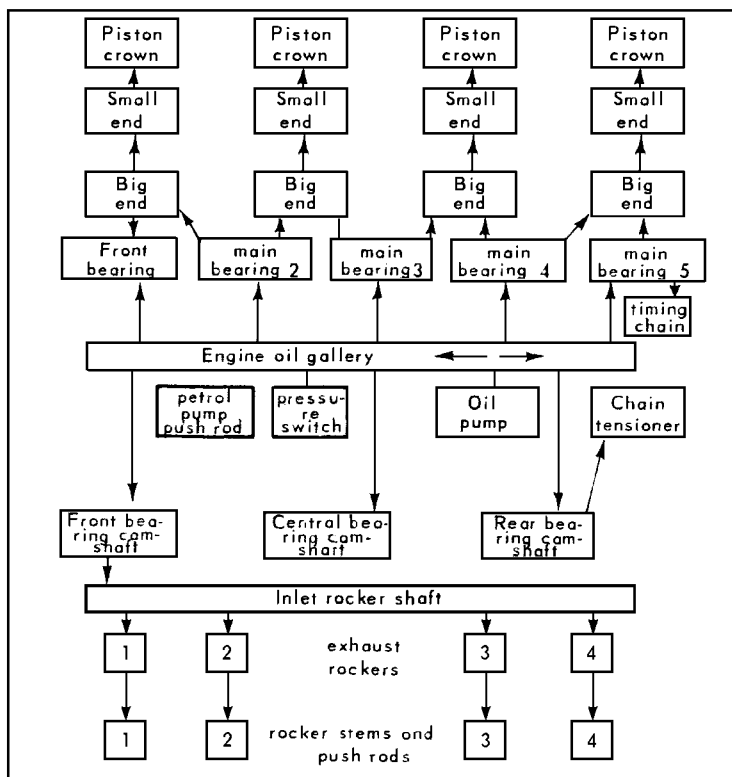 Piston crown
Piston crown
Piston crown
Piston crown
Small end
Small end
Small end
Small end
Big end
Big end
Big end
Big end
Front bearing
main bearing 2
main bearing 3
main bearing 4
main bearing 5
timing chain
Engine oil gallery
petrol pump push rod
pressu-re switch
Oil pump
Chain tensioner
Front bea-ring cam-shaft
Central bea-ring cam-shaft
Rear bea-ring cam-shaft
Inlet rocker shaft
1
2
exhaust rockers
3
4
1
2
rocker stems and push rods
3
4